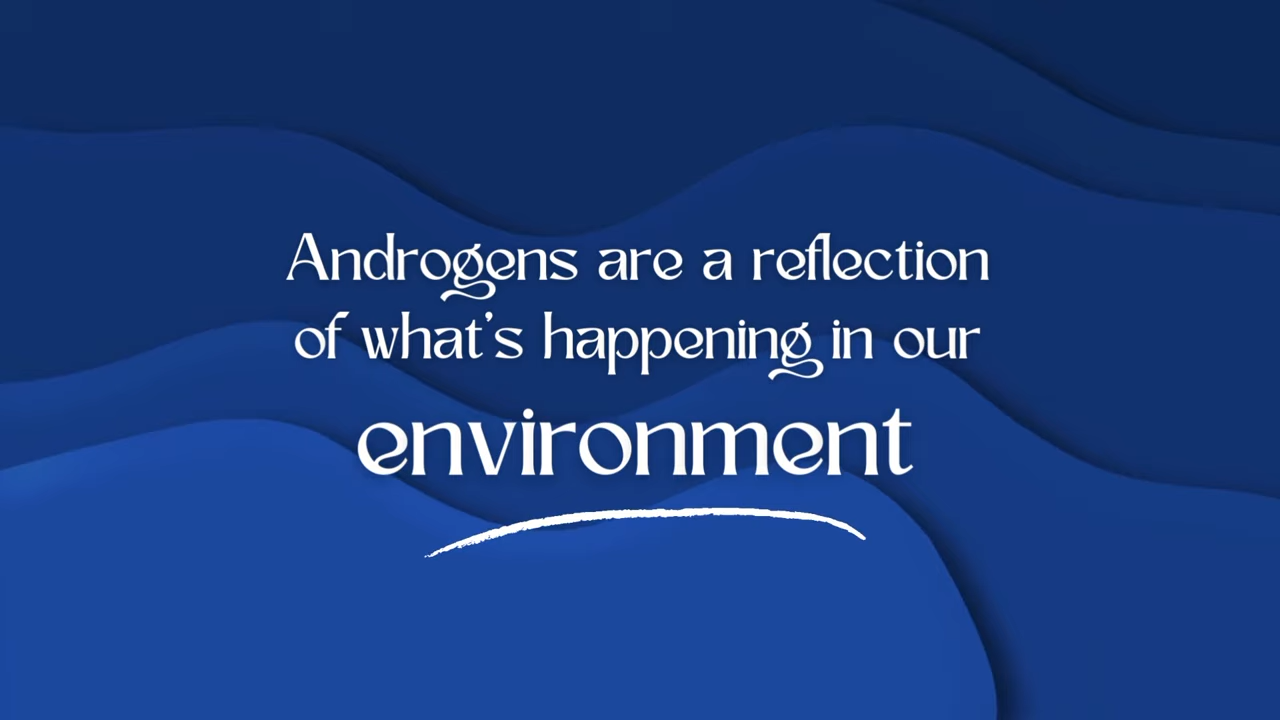 Androgens are a reflection
of what's happening in our
environment